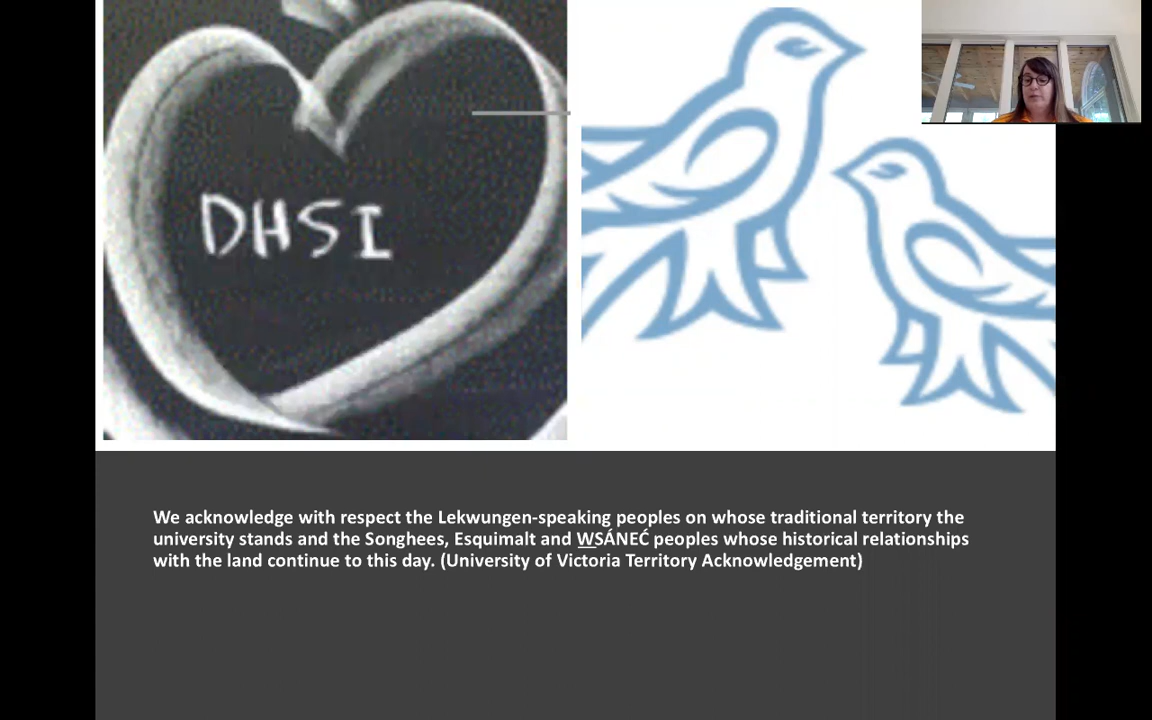 DHSI
We acknowledge with respect the Lekwungen-speaking peoples on whose traditional territory the
university stands and the Songhees, Esquimalt and W̱SÁNEĆ peoples whose historical relationships
with the land continue to this day. (University of Victoria Territory Acknowledgement)